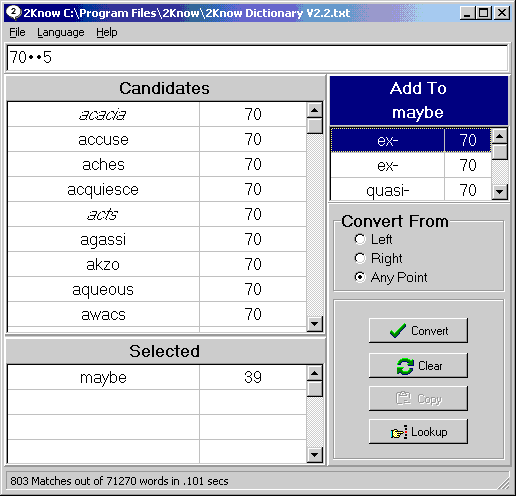 2Know C:\Program Files\2Know\2Know Dictionary V2.2.txt
File Language Help
70••5
Candidates
acacia 70
accuse 70
aches 70
acquiesce 70
acts 70
agassi 70
akzo 70
aqueous 70
awacs 70
Selected
maybe 39
Add To
maybe
ex- 70
ex- 70
quasi- 70
Convert From
Left
Right
Any Point
Convert
Clear
Copy
Lookup
803 Matches out of 71270 words in .101 secs